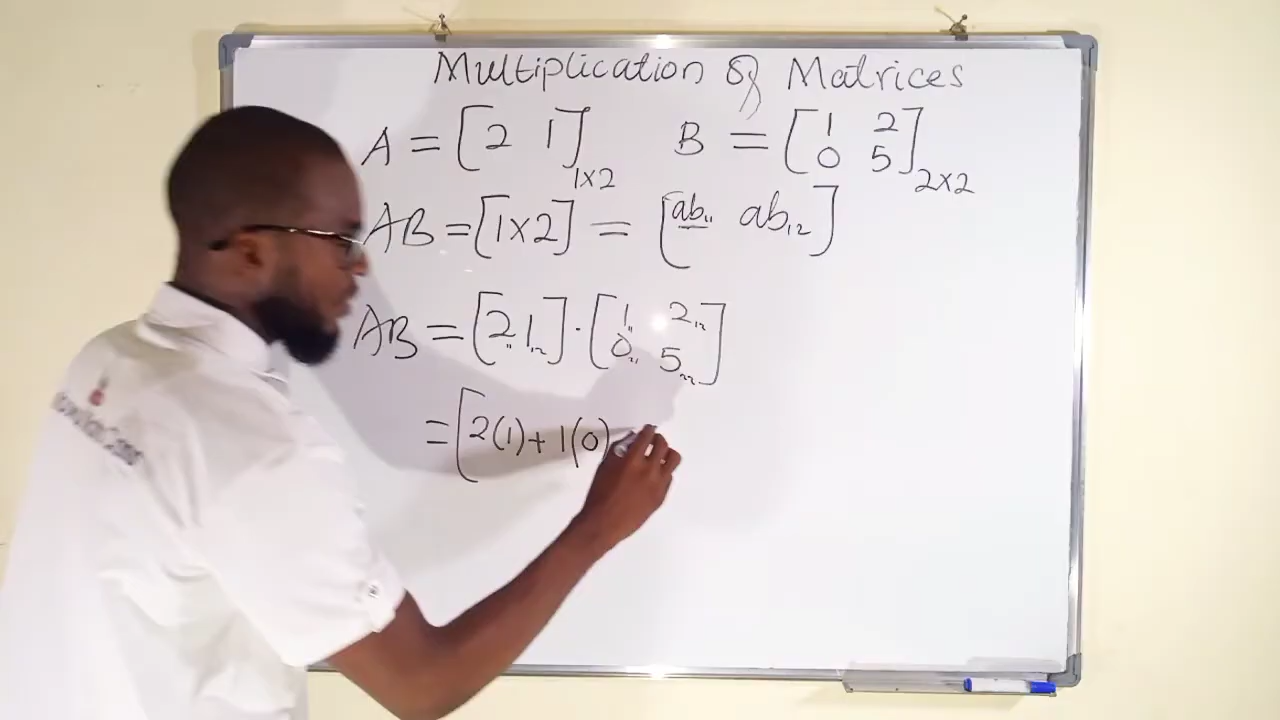 Multiplication of Matrices
A = [2 1]1x2 B = [1 2
0 5]2x2
AB = [1x2] = [ab11 ab12]
AB = [211 112] · [111 212
021 522]
= [2(1) + 1(0)